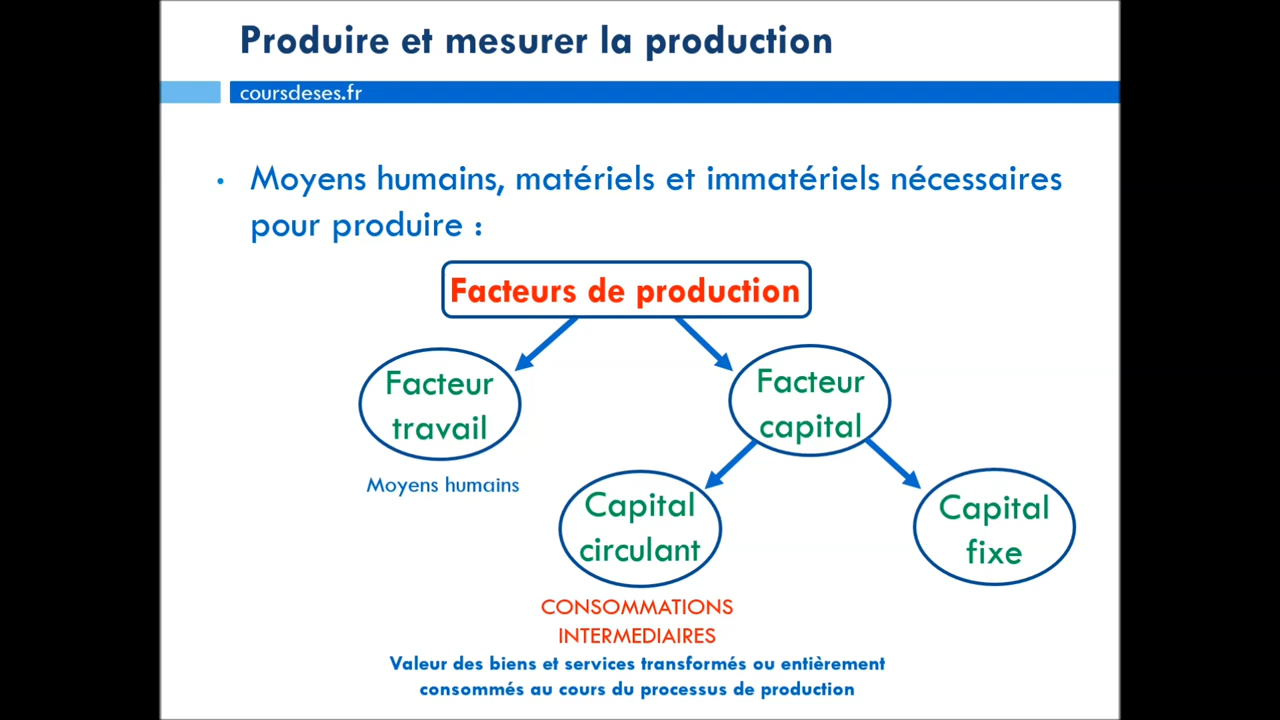 Produire et mesurer la production
coursdeses.fr
• Moyens humains, matériels et immatériels nécessaires
pour produire :
Facteurs de production
Facteur
travail
Facteur
capital
Moyens humains
Capital
circulant
Capital
fixe
CONSOMMATIONS
INTERMEDIAIRES
Valeur des biens et services transformés ou entièrement
consommés au cours du processus de production